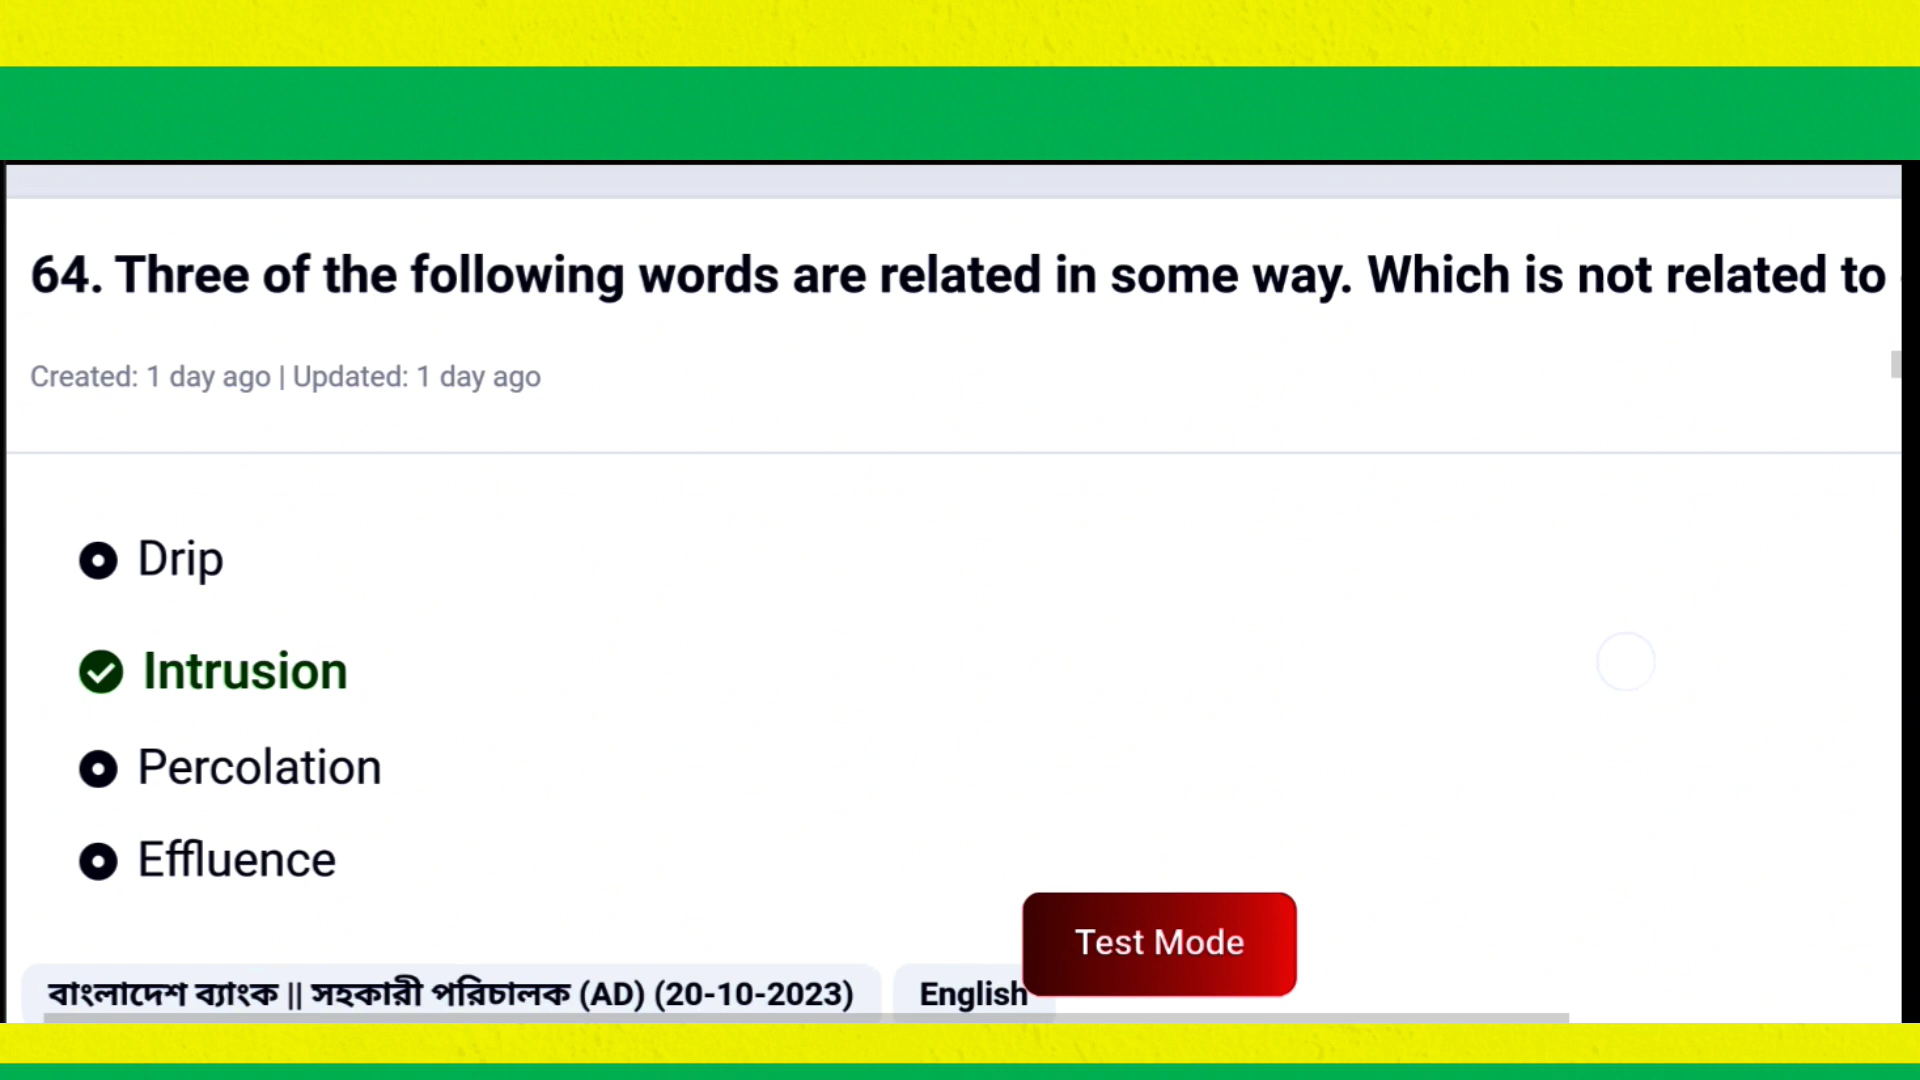 64. Three of the following words are related in some way. Which is not related to
Created: 1 day ago | Updated: 1 day ago
Drip
Intrusion
Percolation
Effluence
Test Mode
বাংলাদেশ ব্যাংক || সহকারী পরিচালক (AD) (20-10-2023) English